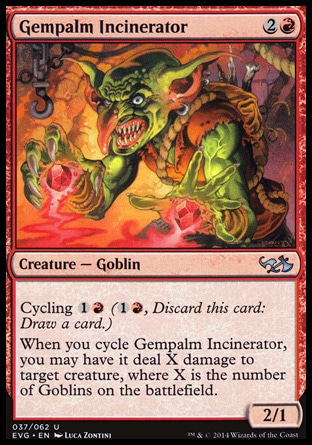 Gempalm Incinerator 2
Creature — Goblin
Cycling 1 (1, Discard this card:
Draw a card.)
When you cycle Gempalm Incinerator,
you may have it deal X damage to
target creature, where X is the number
of Goblins on the battlefield.
2/1
037/062 U
EVG • EN Luca Zontini ™ & © 2014 Wizards of the Coast